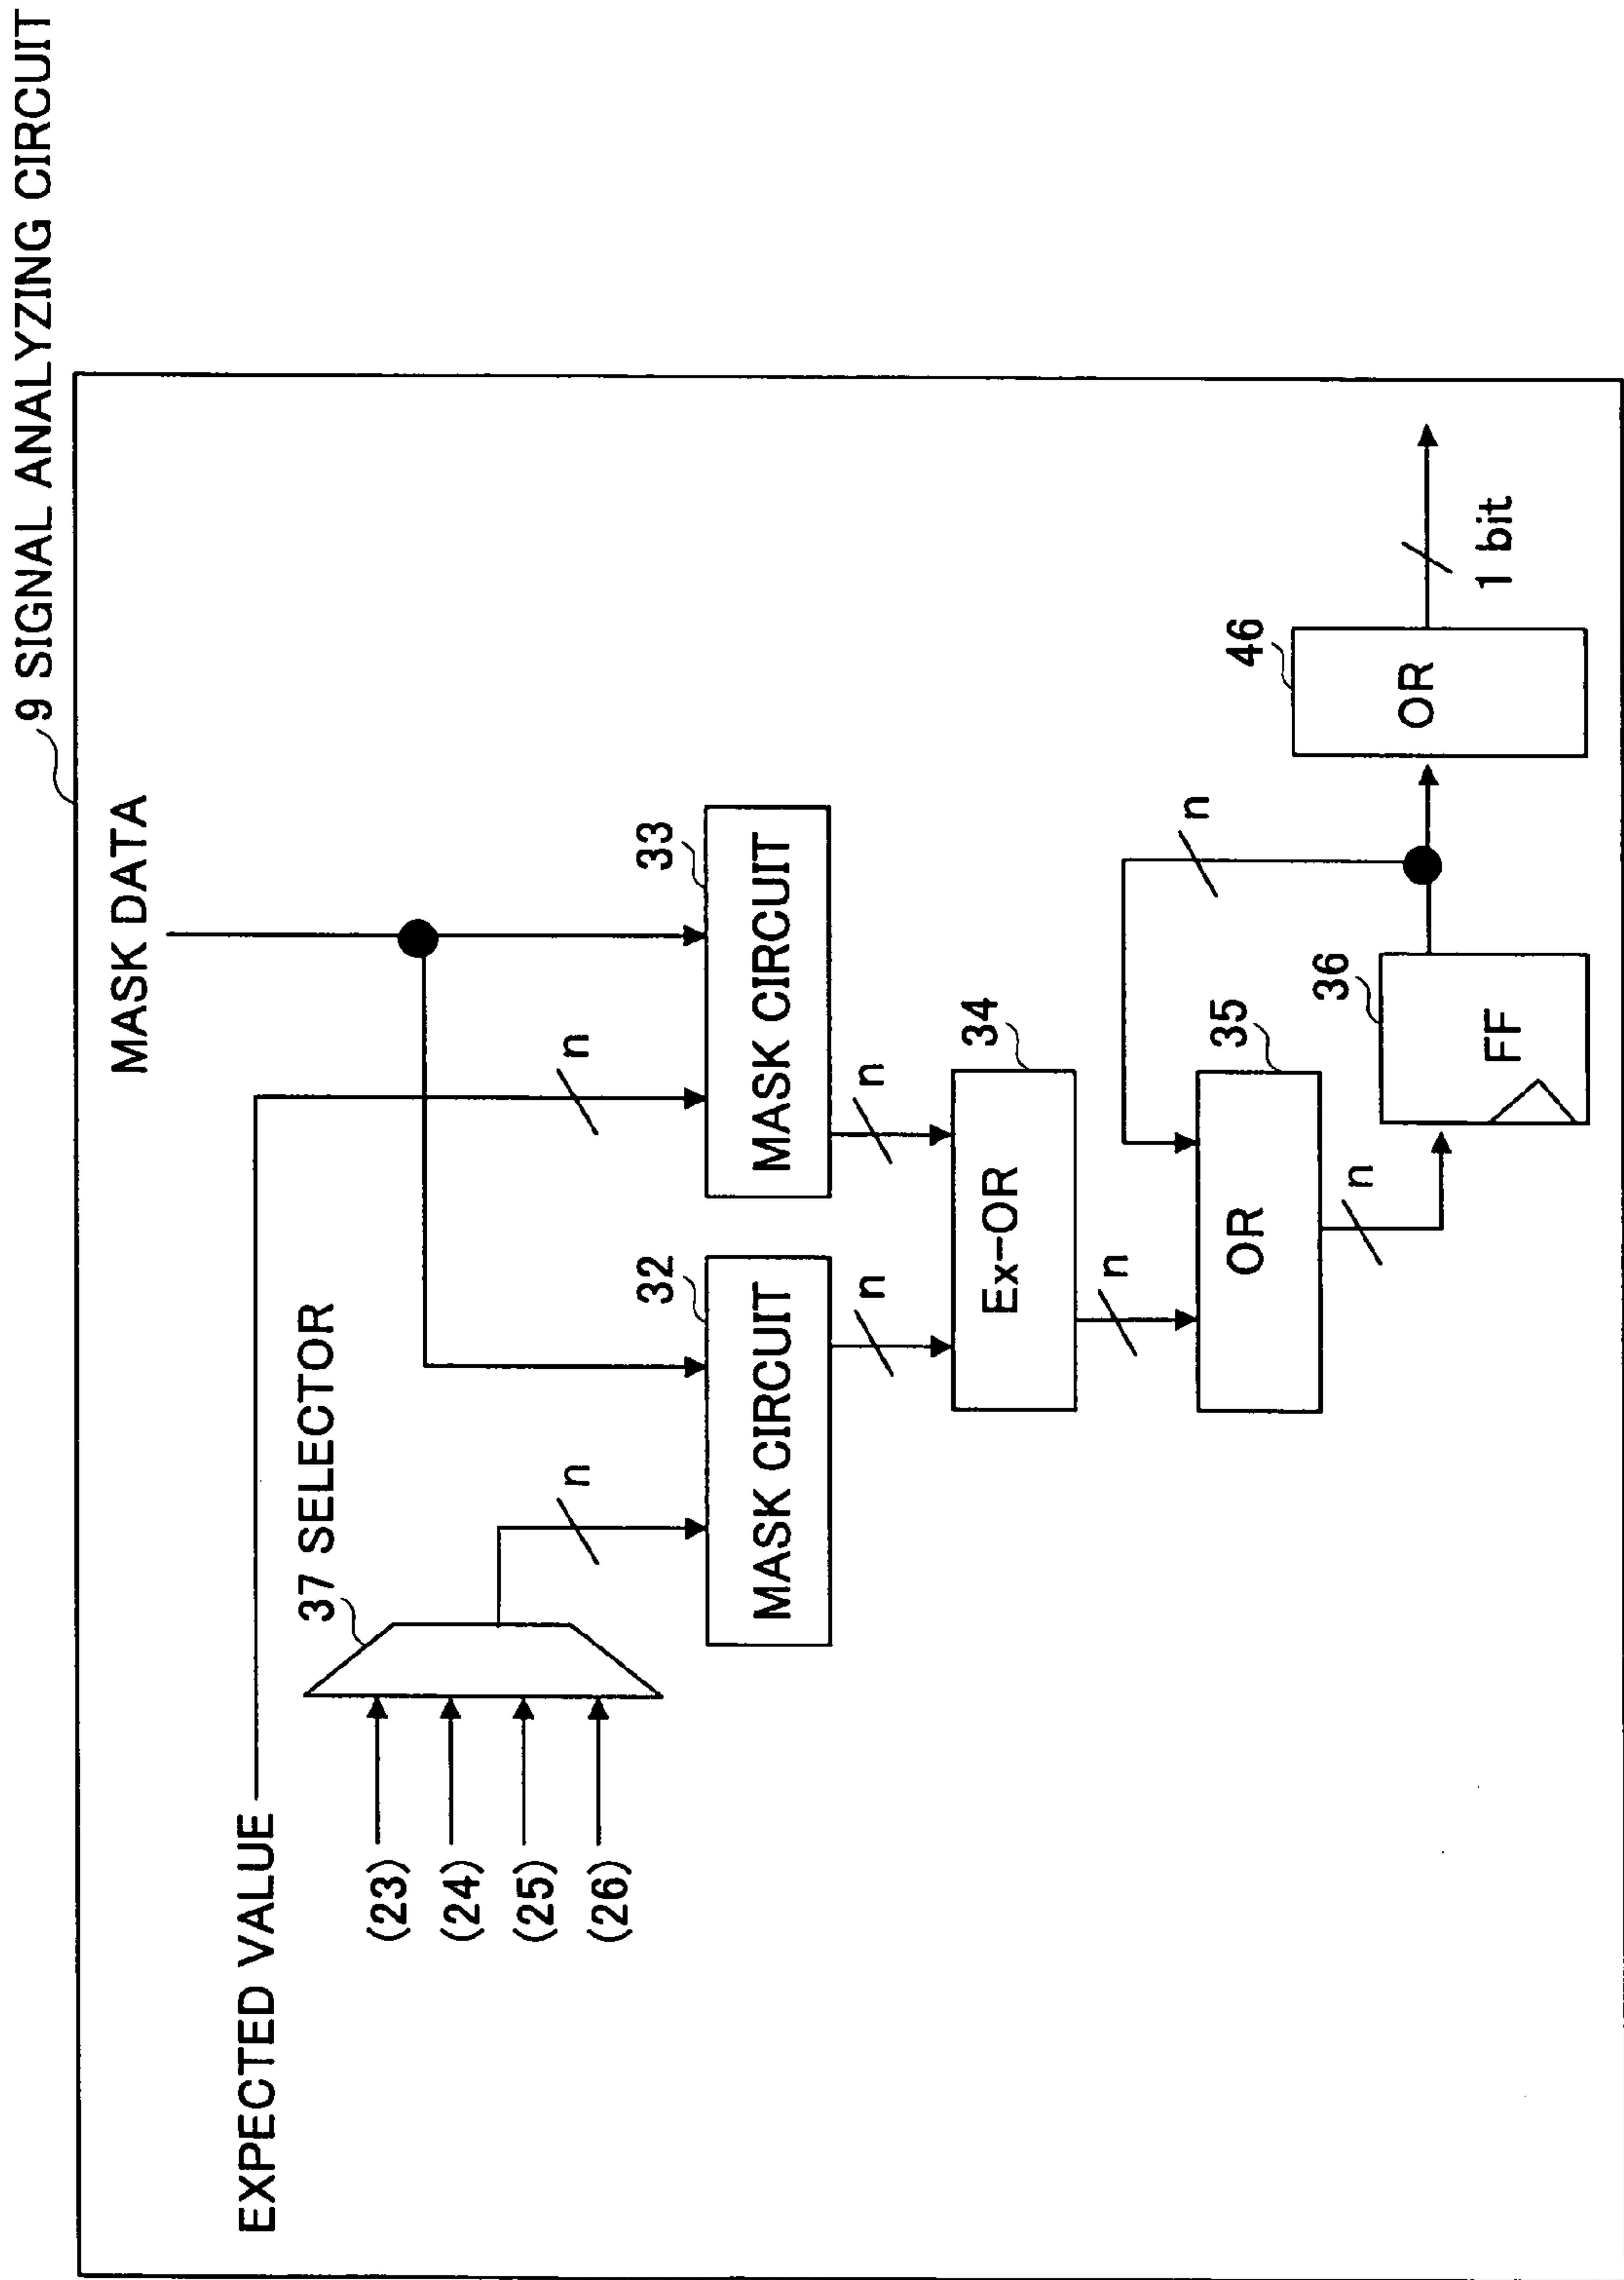 9 SIGNAL ANALYZING CIRCUIT
MASK DATA
EXPECTED VALUE
37 SELECTOR
(23)
(24)
(25)
(26)
n
n
32
MASK CIRCUIT
33
MASK CIRCUIT
n
n
34
Ex-OR
n
35
OR
n
n
36
FF
46
OR
1 bit